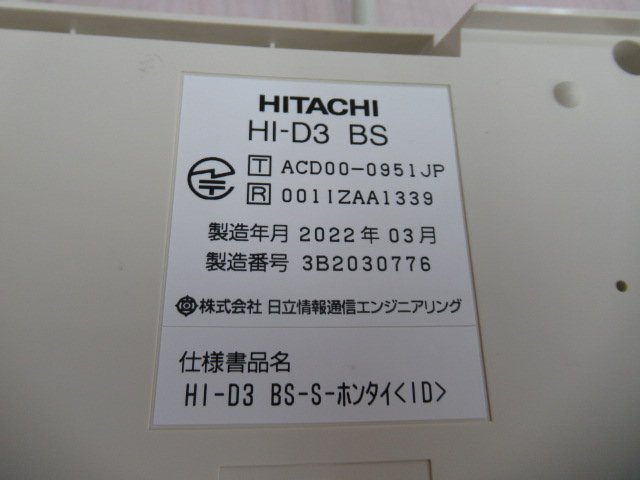 HITACHI
HI-D3 BS
T ACD00-0951JP
R 001IZAA1339
製造年月 2022年 03月
製造番号 3B2030776
株式会社 日立情報通信エンジニアリング
仕様書品名
HI-D3 BS-S-ホンタイ<ID>